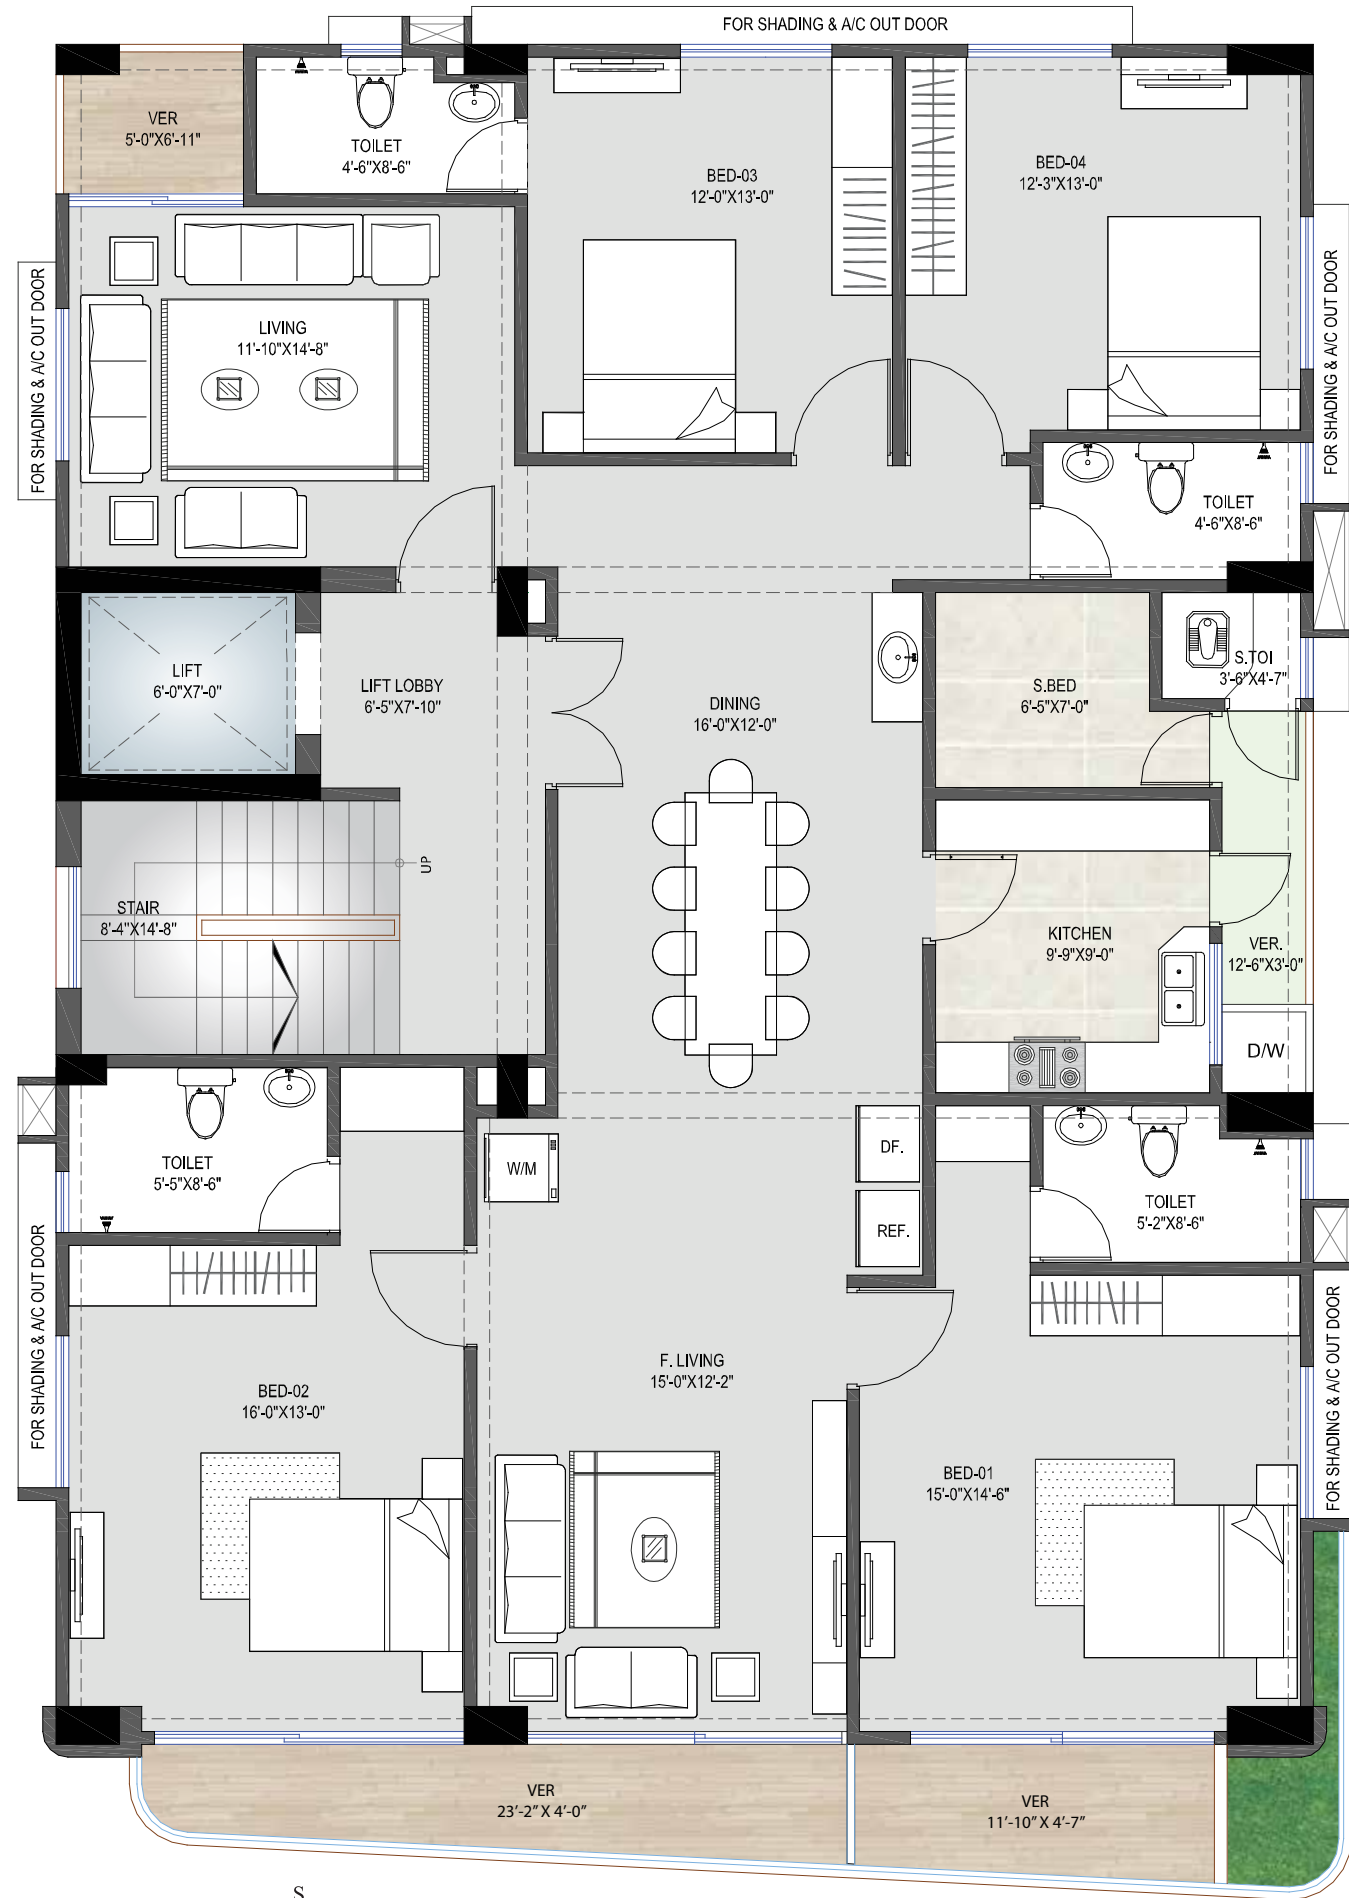 FOR SHADING & A/C OUT DOOR
VER
5'-0"X6'-11"
TOILET
4'-6"X8'-6"
BED-03
12'-0"X13'-0"
BED-04
12'-3"X13'-0"
FOR SHADING & A/C OUT DOOR
LIVING
11'-10"X14'-8"
FOR SHADING & A/C OUT DOOR
TOILET
4'-6"X8'-6"
LIFT
6'-0"X7'-0"
LIFT LOBBY
6'-5"X7'-10"
DINING
16'-0"X12'-0"
S.BED
6'-5"X7'-0"
S.TOI
3'-6"X4'-7"
UP
STAIR
8'-4"X14'-8"
KITCHEN
9'-9"X9'-0"
VER.
12'-6"X3'-0"
D/W
TOILET
5'-5"X8'-6"
W/M
DF.
REF.
TOILET
5'-2"X8'-6"
FOR SHADING & A/C OUT DOOR
F. LIVING
15'-0"X12'-2"
BED-02
16'-0"X13'-0"
BED-01
15'-0"X14'-6"
FOR SHADING & A/C OUT DOOR
VER
23'-2" X 4'-0"
VER
11'-10" X 4'-7"
S